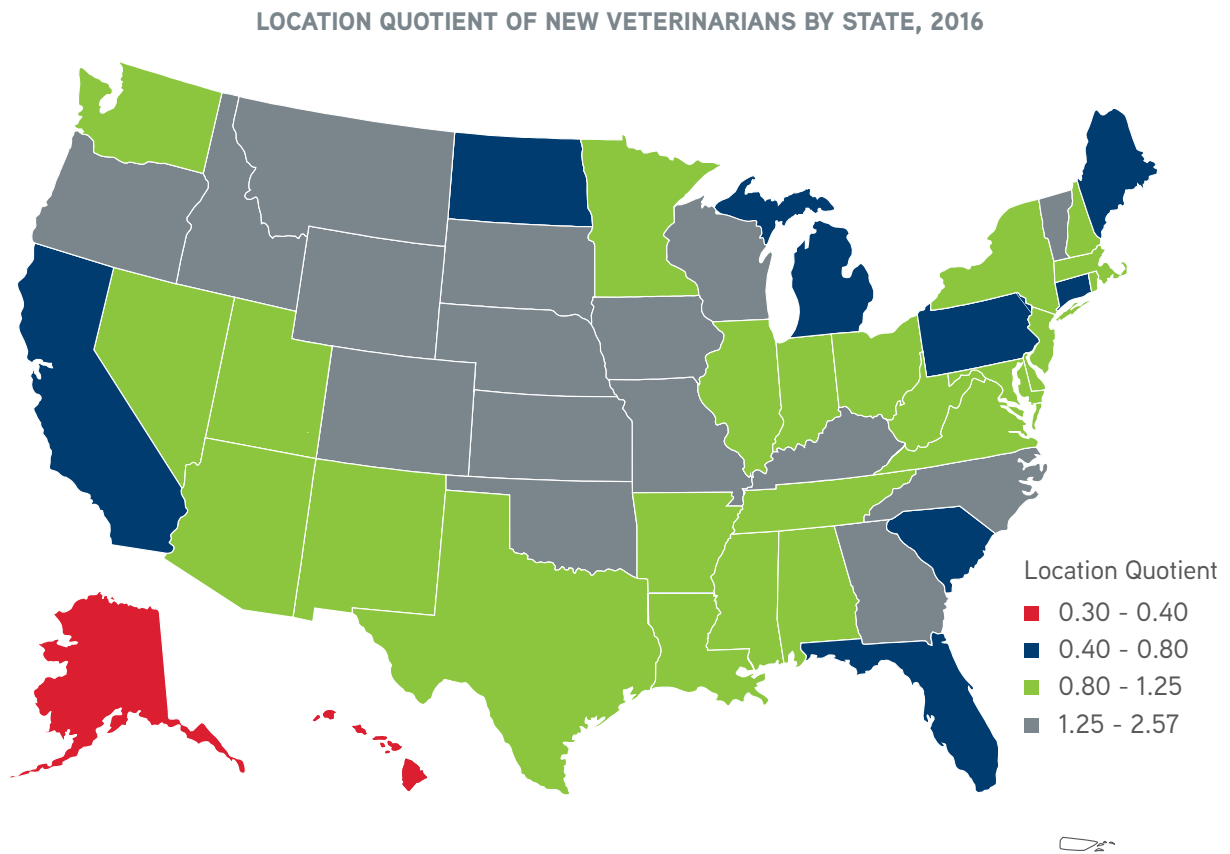 LOCATION QUOTIENT OF NEW VETERINARIANS BY STATE, 2016
Location Quotient
0.30 - 0.40
0.40 - 0.80
0.80 - 1.25
1.25 - 2.57